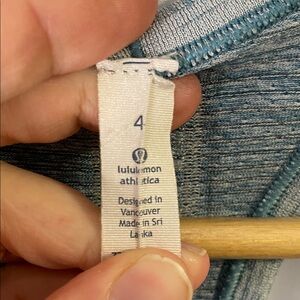 4
lululemon
athletica
Designed in
Vancouver
Made in Sri
Lanka